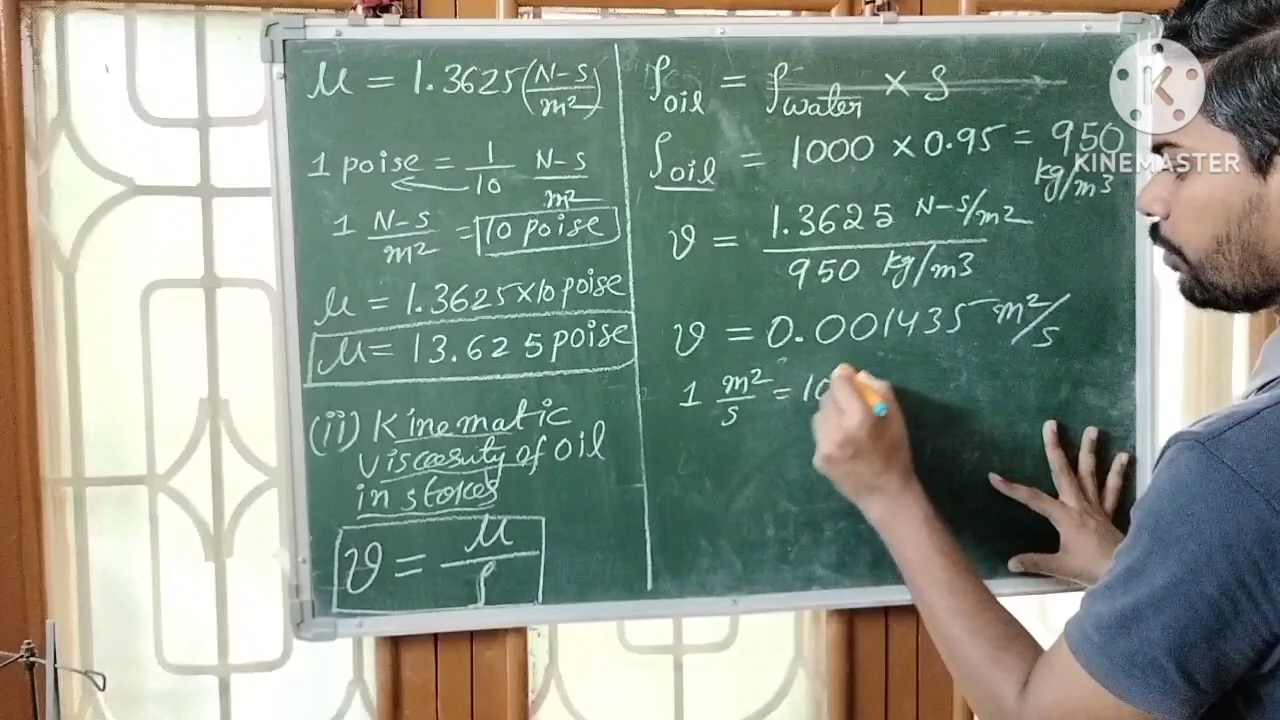 μ = 1.3625 (N-S/m²)
1 poise = 1/10 N-S/m²
1 N-S/m² = 10 poise
μ = 1.3625 × 10 poise
μ = 13.625 poise
(ii) Kinematic
viscosuty of oil
in stokes
ϑ = μ/ρ
ρoil = ρwater × S
ρoil = 1000 × 0.95 = 950
kg/m³
ϑ = 1.3625 N-S/m² / 950 kg/m³
ϑ = 0.001435 m²/s
1 m²/s = 10
K
KINEMASTER